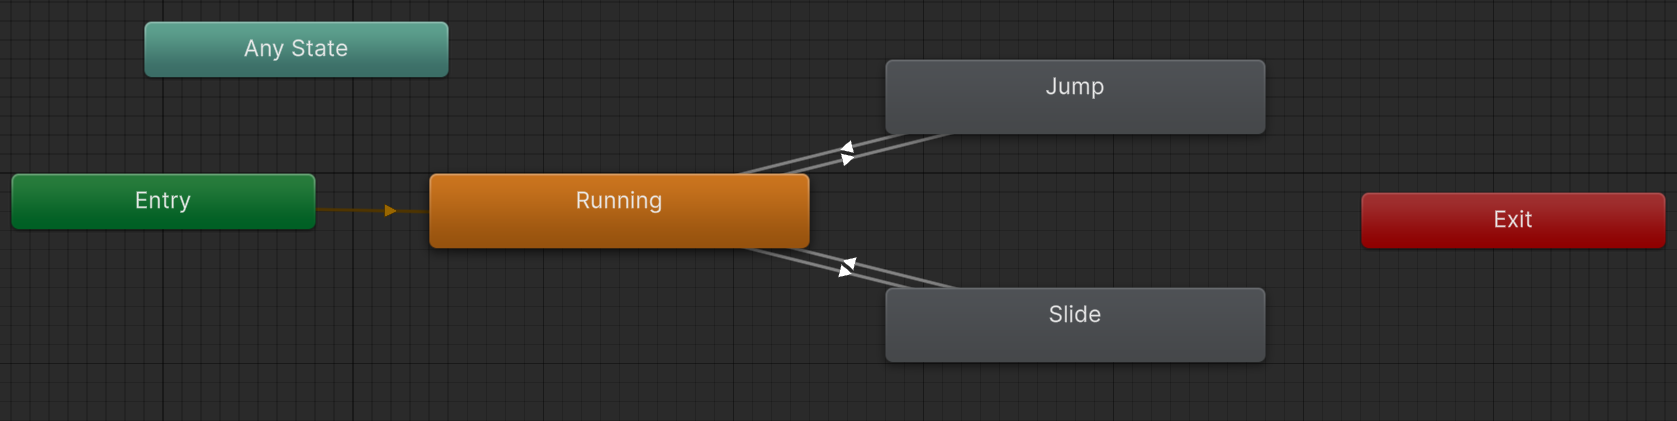 Any State
Jump
Entry
Running
Exit
Slide